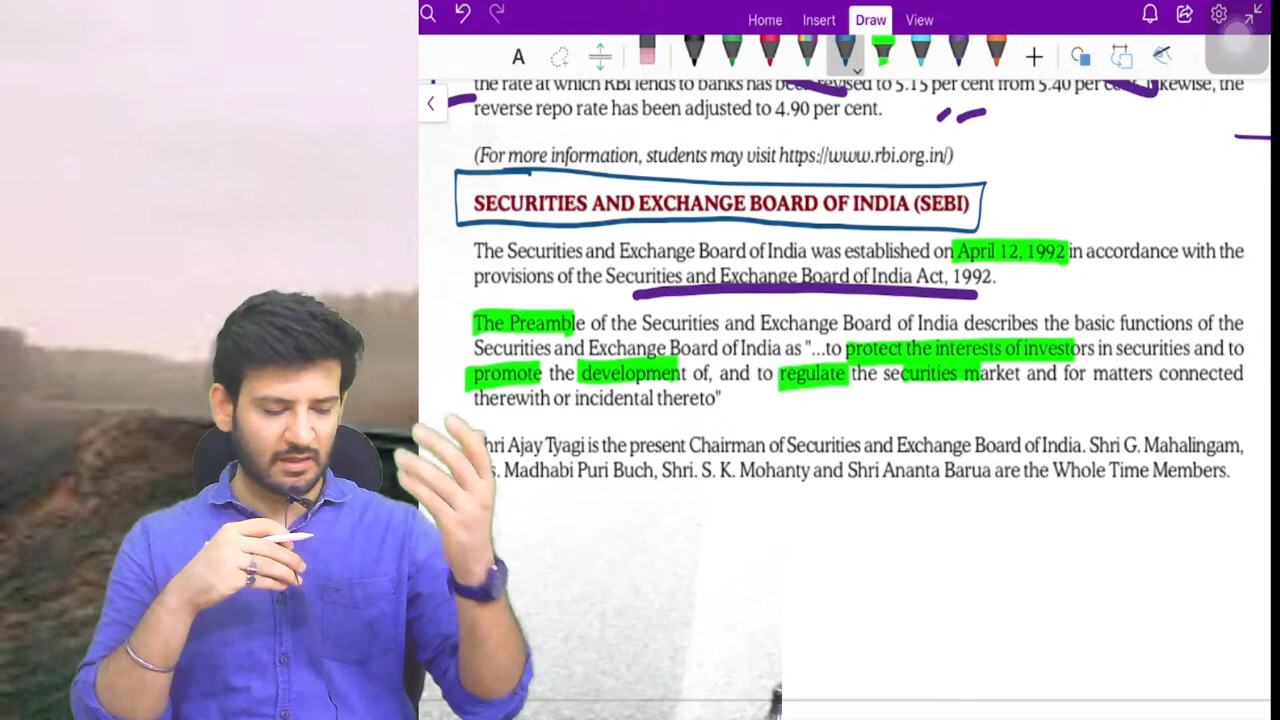 Home Insert Draw View
A
the rate at which RBI lends to banks has been revised to 5.15 per cent from 5.40 per cent. Likewise, the
reverse repo rate has been adjusted to 4.90 per cent.
(For more information, students may visit https://www.rbi.org.in/)
SECURITIES AND EXCHANGE BOARD OF INDIA (SEBI)
The Securities and Exchange Board of India was established on April 12, 1992 in accordance with the
provisions of the Securities and Exchange Board of India Act, 1992.
The Preamble of the Securities and Exchange Board of India describes the basic functions of the
Securities and Exchange Board of India as "...to protect the interests of investors in securities and to
promote the development of, and to regulate the securities market and for matters connected
therewith or incidental thereto"
hri Ajay Tyagi is the present Chairman of Securities and Exchange Board of India. Shri G. Mahalingam,
s. Madhabi Puri Buch, Shri. S. K. Mohanty and Shri Ananta Barua are the Whole Time Members.